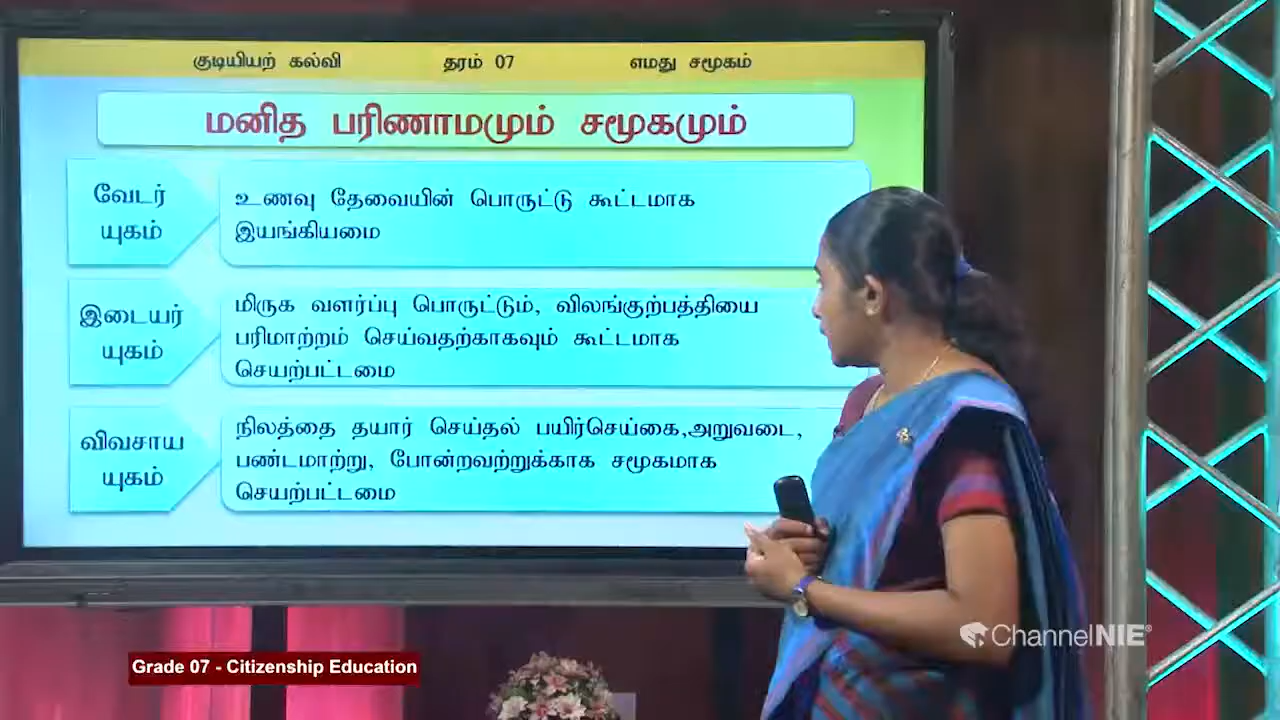 குடியியற் கல்வி தரம் 07 எமது சமூகம்
மனித பரிணாமமும் சமூகமும்
வேடர்
யுகம்
உணவு தேவையின் பொருட்டு கூட்டமாக
இயங்கியமை
இடையர்
யுகம்
மிருக வளர்ப்பு பொருட்டும், விலங்குற்பத்தியை
பரிமாற்றம் செய்வதற்காகவும் கூட்டமாக
செயற்பட்டமை
விவசாய
யுகம்
நிலத்தை தயார் செய்தல் பயிர்செய்கை,அறுவடை,
பண்டமாற்று, போன்றவற்றுக்காக சமூகமாக
செயற்பட்டமை
ChannelNIE®
Grade 07 - Citizenship Education